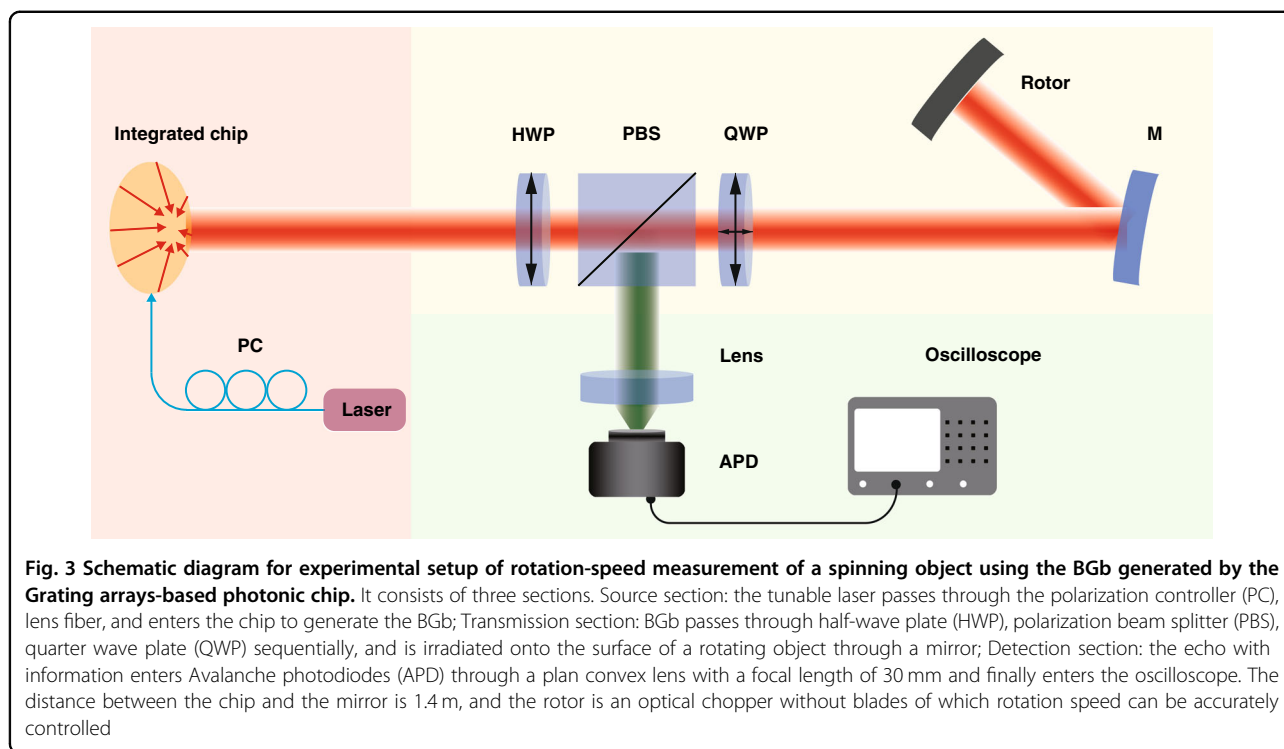 Rotor
Integrated chip
HWP
PBS
QWP
M
PC
Lens
Oscilloscope
Laser
APD
Fig. 3 Schematic diagram for experimental setup of rotation-speed measurement of a spinning object using the BGb generated by the
Grating arrays-based photonic chip. It consists of three sections. Source section: the tunable laser passes through the polarization controller (PC),
lens fiber, and enters the chip to generate the BGb; Transmission section: BGb passes through half-wave plate (HWP), polarization beam splitter (PBS),
quarter wave plate (QWP) sequentially, and is irradiated onto the surface of a rotating object through a mirror; Detection section: the echo with
information enters Avalanche photodiodes (APD) through a plan convex lens with a focal length of 30 mm and finally enters the oscilloscope. The
distance between the chip and the mirror is 1.4 m, and the rotor is an optical chopper without blades of which rotation speed can be accurately
controlled